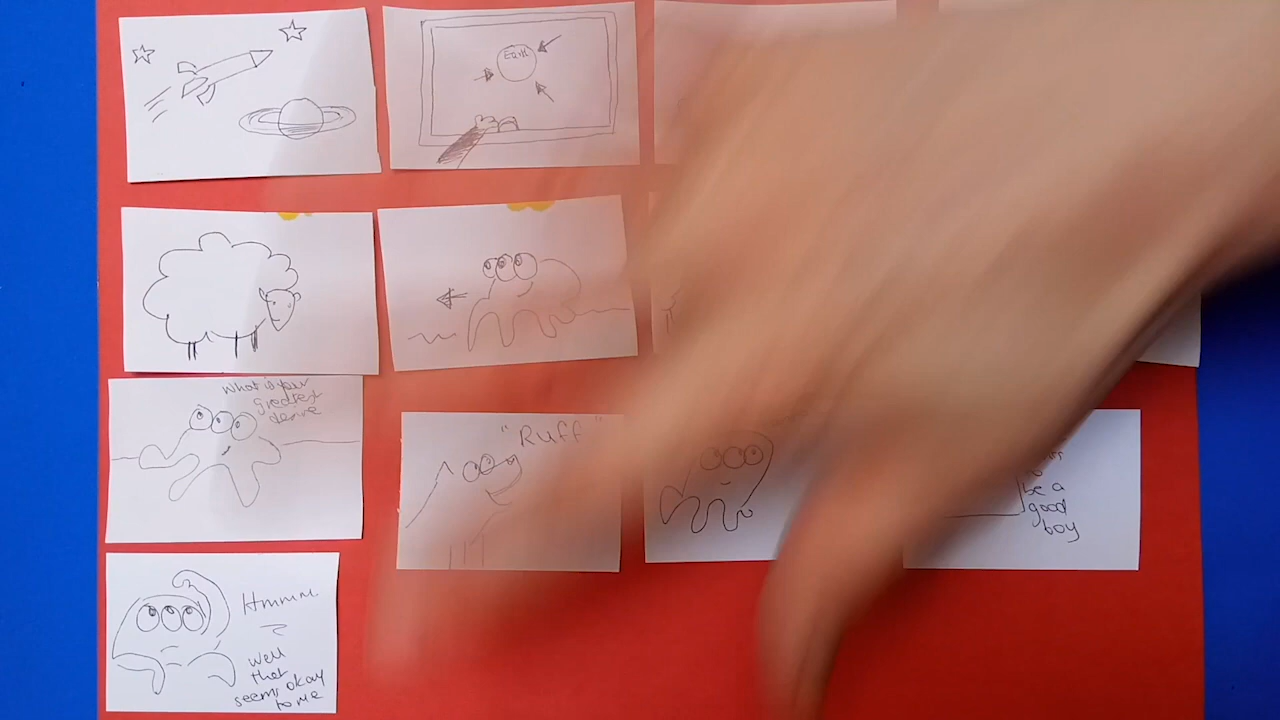 Earth
What is your
greatest
desire
"Ruff"
be a
good
boy
Hmmm.
well
that
seems okay
to me